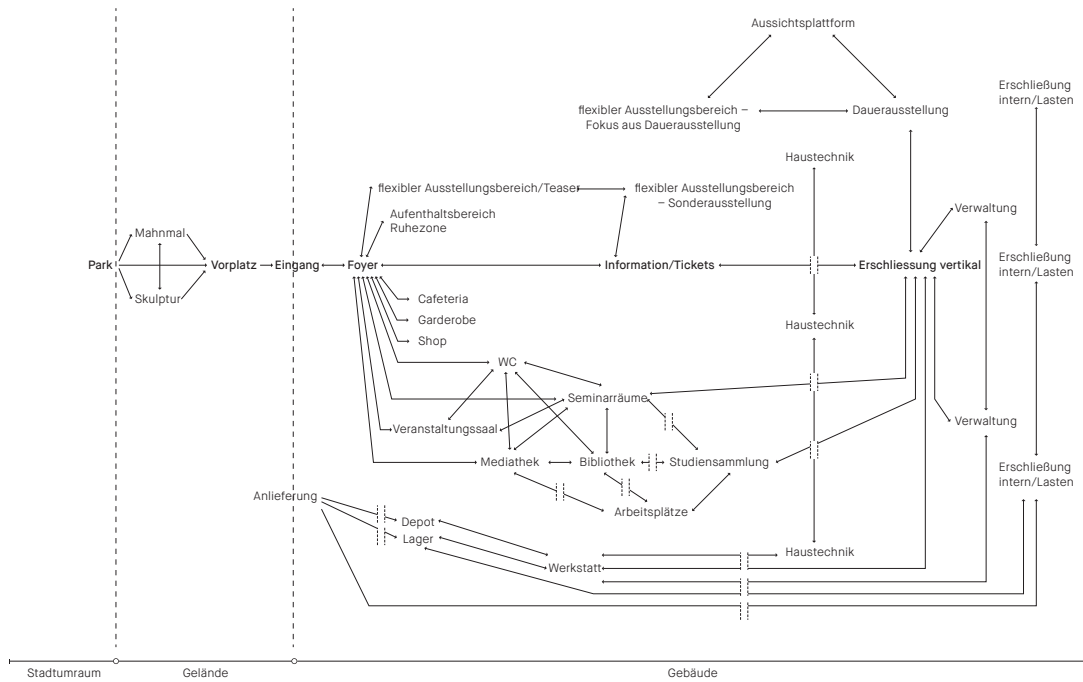 Aussichtsplattform
flexibler Ausstellungsbereich –
Fokus aus Dauerausstellung
Dauerausstellung
Erschließung
intern/Lasten
Haustechnik
flexibler Ausstellungsbereich/Teaser
flexibler Ausstellungsbereich
– Sonderausstellung
Aufenthaltsbereich
Ruhezone
Verwaltung
Mahnmal
Park
Vorplatz
Eingang
Foyer
Information/Tickets
Erschliessung vertikal
Erschließung
intern/Lasten
Skulptur
Cafeteria
Garderobe
Shop
Haustechnik
WC
Seminarräume
Veranstaltungssaal
Verwaltung
Mediathek
Bibliothek
Studiensammlung
Erschließung
intern/Lasten
Anlieferung
Arbeitsplätze
Depot
Lager
Haustechnik
Werkstatt
Stadtumraum
Gelände
Gebäude